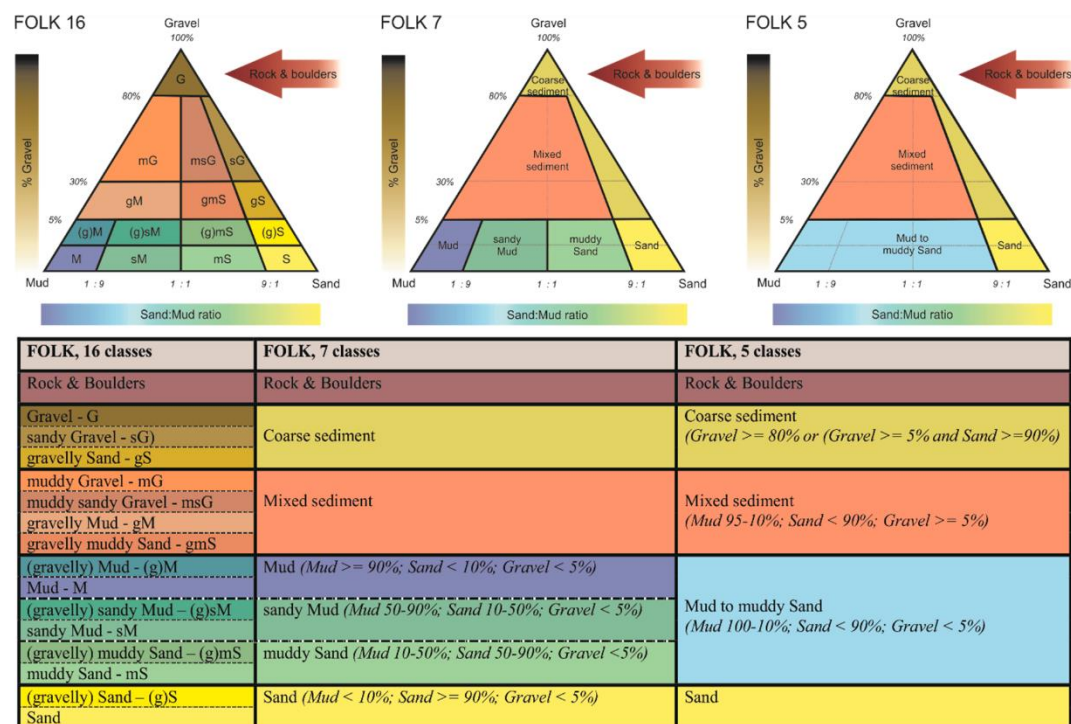 FOLK 16
Gravel
100%
Rock & boulders
% Gravel
G
80%
mG
msG
sG
30%
gM
gmS
gS
5%
(g)M
(g)sM
(g)mS
(g)S
M
sM
mS
S
Mud
1 : 9
1 : 1
9 : 1
Sand
Sand:Mud ratio
FOLK 7
Gravel
100%
Rock & boulders
% Gravel
Coarse
sediment
80%
Mixed
sediment
30%
5%
Mud
sandy
Mud
muddy
Sand
Sand
Mud
1 : 9
1 : 1
9 : 1
Sand
Sand:Mud ratio
FOLK 5
Gravel
100%
Rock & boulders
% Gravel
Coarse
sediment
80%
Mixed
sediment
30%
5%
Mud to
muddy Sand
Sand
Mud
1 : 9
1 : 1
9 : 1
Sand
Sand:Mud ratio
FOLK, 16 classes
FOLK, 7 classes
FOLK, 5 classes
Rock & Boulders
Rock & Boulders
Rock & Boulders
Gravel - G
sandy Gravel - sG)
gravelly Sand - gS
Coarse sediment
Coarse sediment
(Gravel >= 80% or (Gravel >= 5% and Sand >=90%)
muddy Gravel - mG
muddy sandy Gravel - msG
gravelly Mud - gM
gravelly muddy Sand - gmS
Mixed sediment
Mixed sediment
(Mud 95-10%; Sand < 90%; Gravel >= 5%)
(gravelly) Mud - (g)M
Mud - M
Mud (Mud >= 90%; Sand < 10%; Gravel < 5%)
(gravelly) sandy Mud – (g)sM
sandy Mud - sM
sandy Mud (Mud 50-90%; Sand 10-50%; Gravel < 5%)
(gravelly) muddy Sand – (g)mS
muddy Sand - mS
muddy Sand (Mud 10-50%; Sand 50-90%; Gravel <5%)
Mud to muddy Sand
(Mud 100-10%; Sand < 90%; Gravel < 5%)
(gravelly) Sand – (g)S
Sand
Sand (Mud < 10%; Sand >= 90%; Gravel < 5%)
Sand